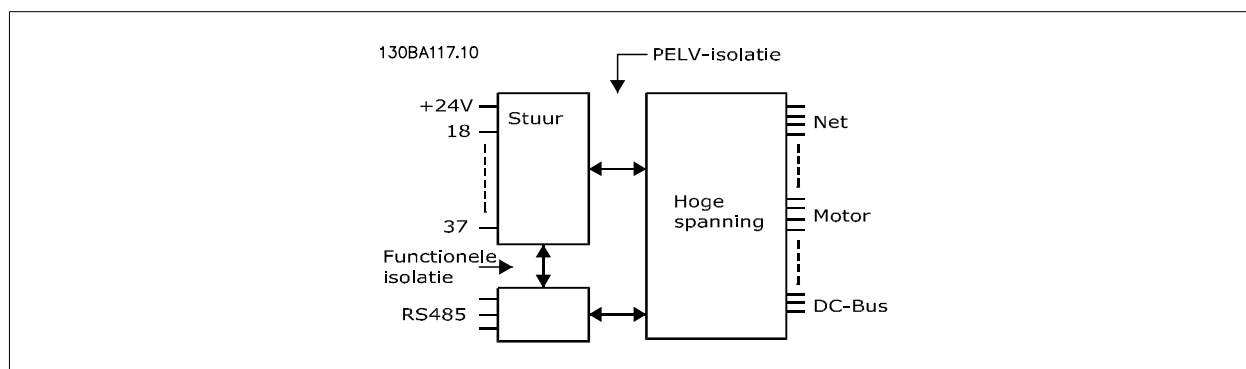 130BA117.10
PELV-isolatie
+24V
Stuur
18
Net
Hoge
spanning
Motor
37
Functionele
isolatie
RS485
DC-Bus